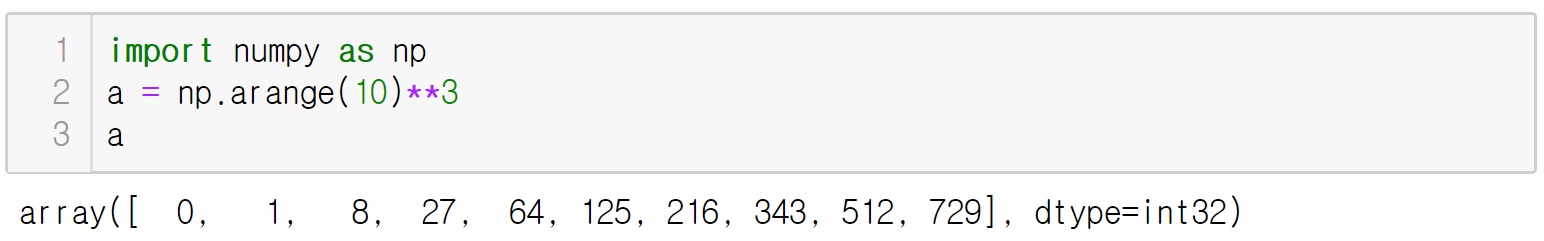 1 import numpy as np
2 a = np.arange(10)**3
3 a
array([  0,   1,   8,  27,  64, 125, 216, 343, 512, 729], dtype=int32)